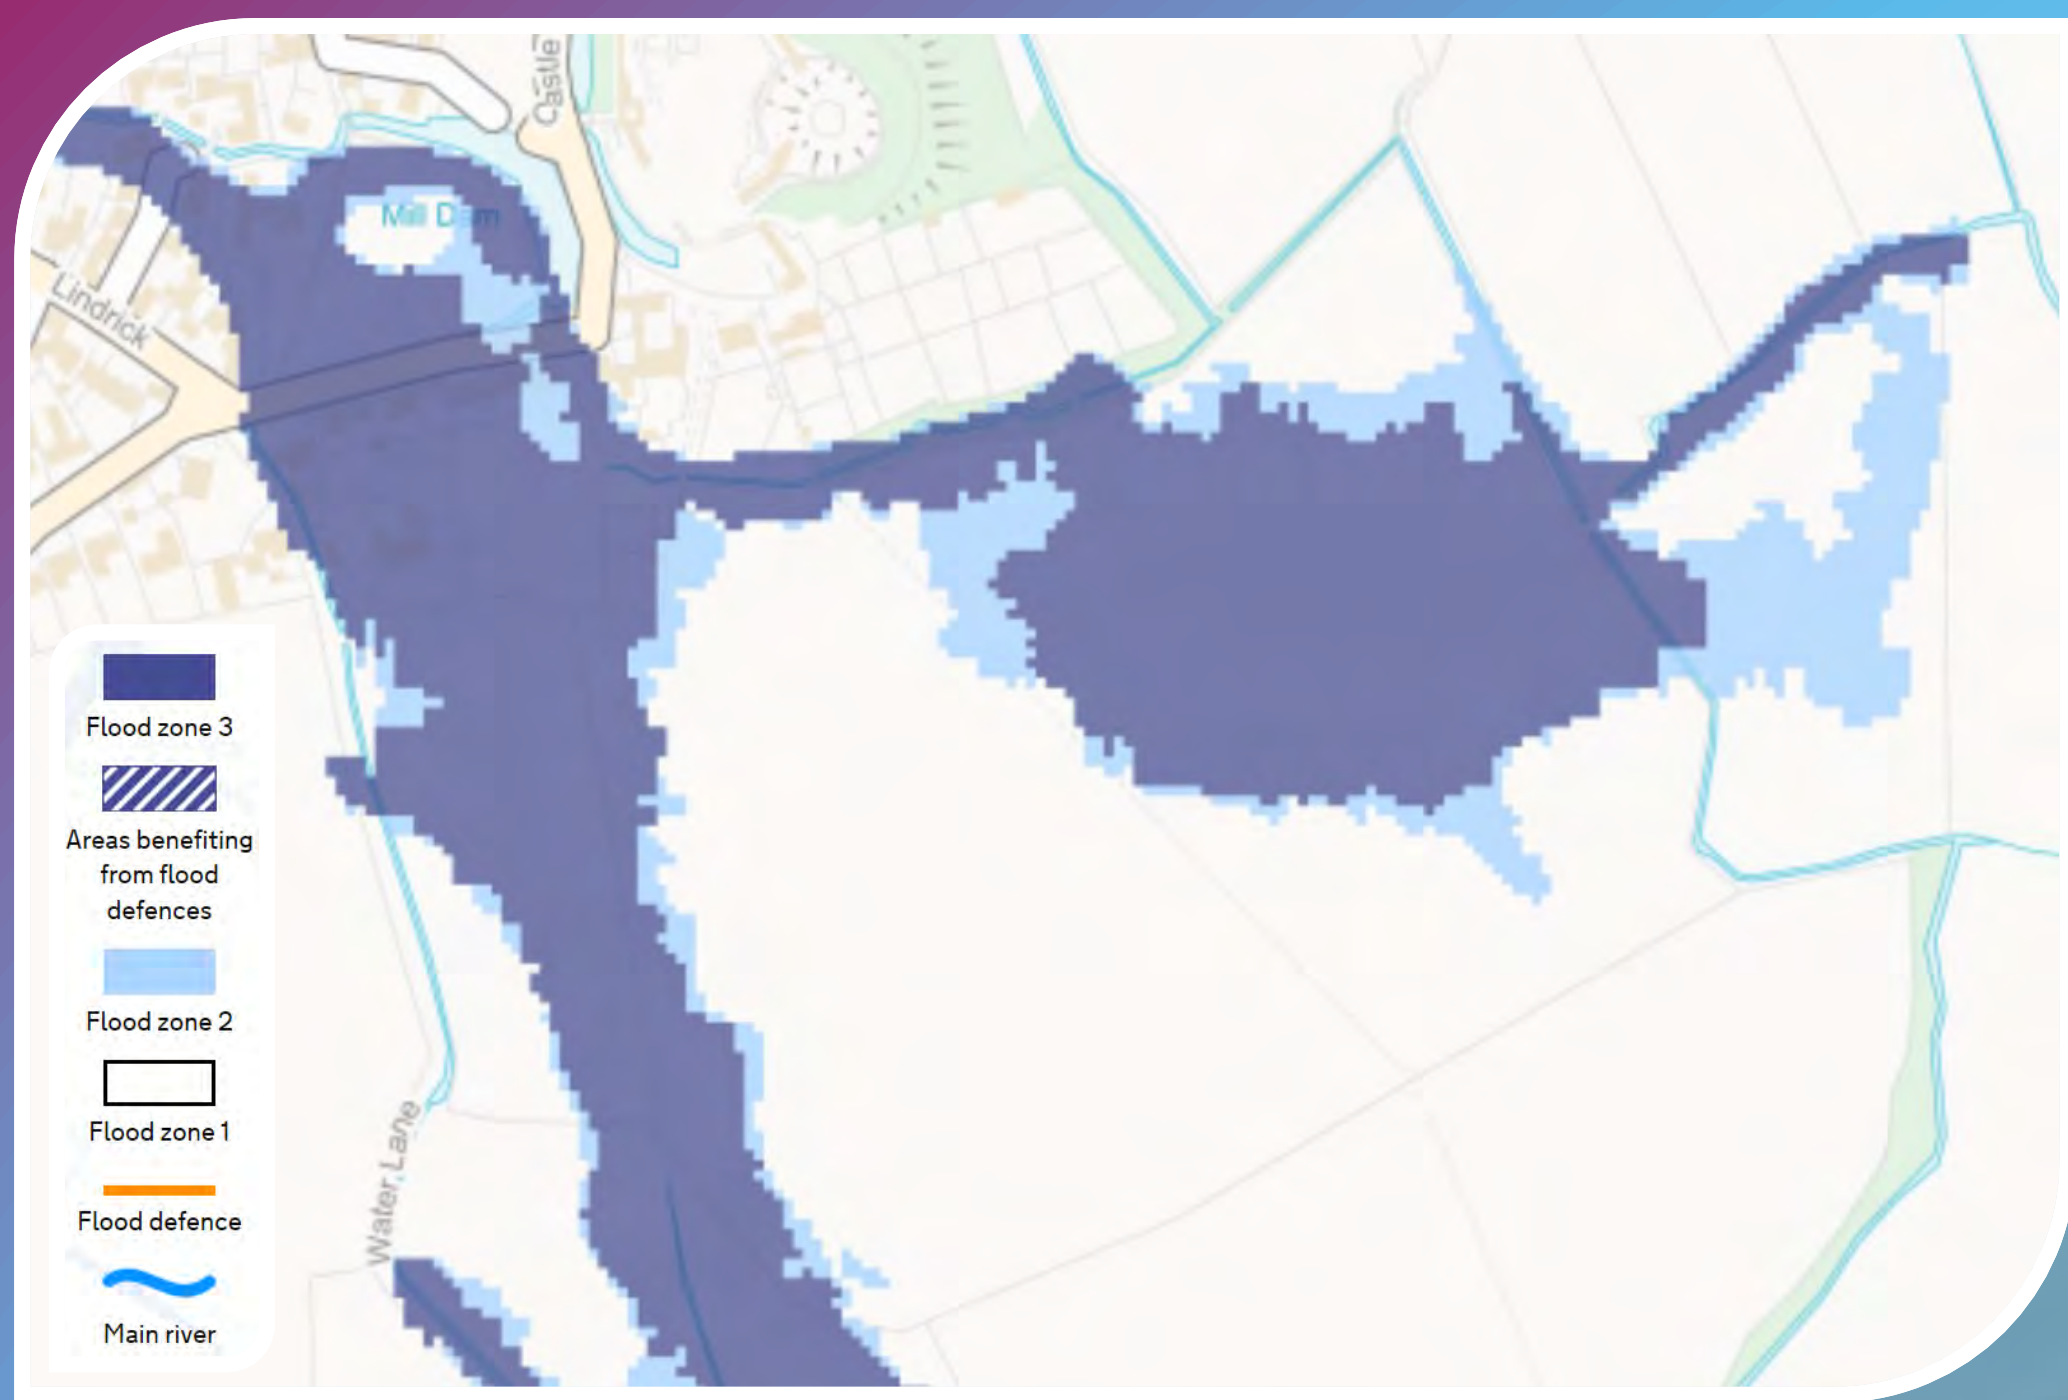 Castle
Mill Dam
Lindrick
Flood zone 3
Areas benefiting
from flood
defences
Flood zone 2
Flood zone 1
Flood defence
Main river
Water Lane